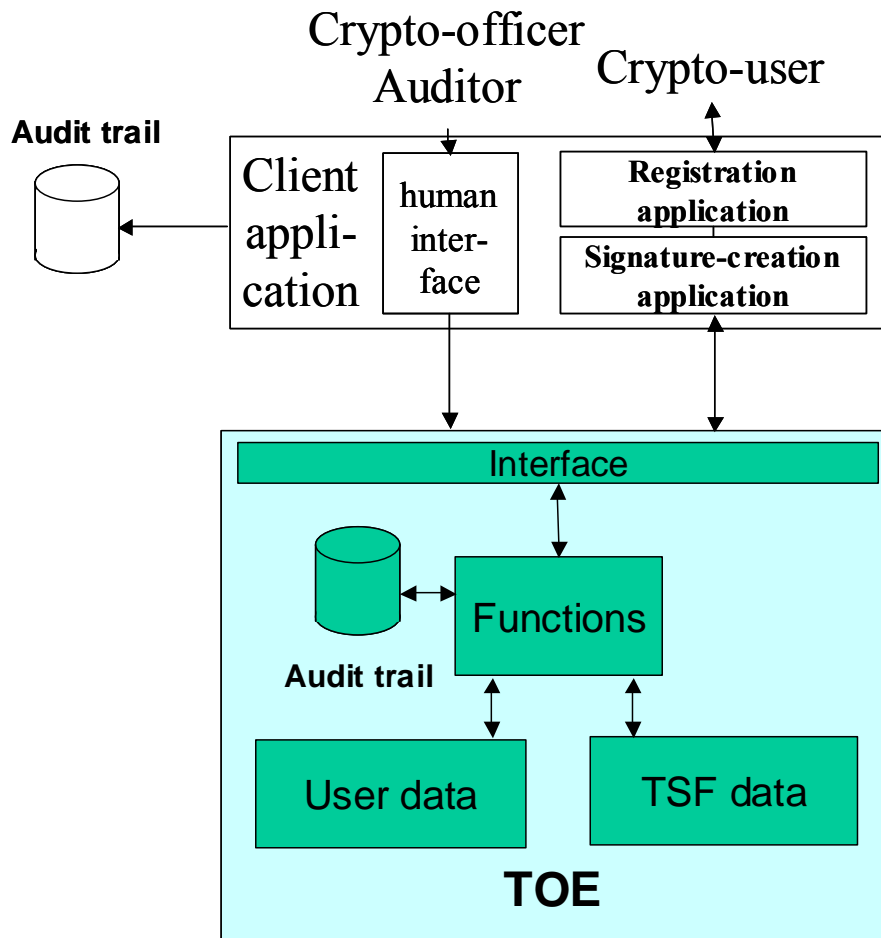 Crypto-officer
Auditor
Crypto-user
Audit trail
Client
appli-
cation
human
inter-
face
Registration
application
Signature-creation
application
Interface
Functions
Audit trail
User data
TSF data
TOE